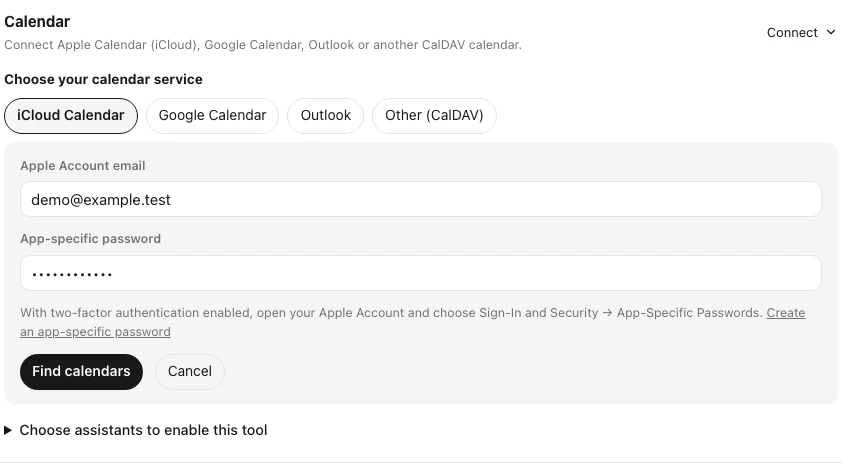 Calendar
Connect Apple Calendar (iCloud), Google Calendar, Outlook or another CalDAV calendar.
Connect
Choose your calendar service
iCloud Calendar
Google Calendar
Outlook
Other (CalDAV)
Apple Account email
demo@example.test
App-specific password
••••••••••••
With two-factor authentication enabled, open your Apple Account and choose Sign-In and Security → App-Specific Passwords. Create
an app-specific password
Find calendars
Cancel
Choose assistants to enable this tool